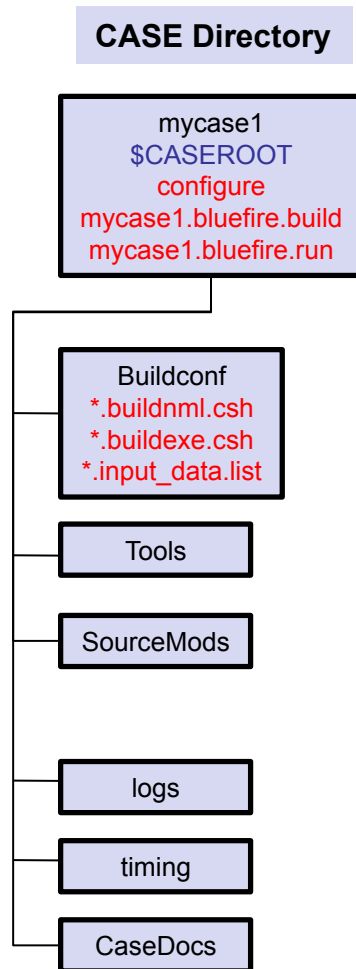 CASE Directory
mycase1
$CASEROOT
configure
mycase1.bluefire.build
mycase1.bluefire.run
Buildconf
*.buildnml.csh
*.buildexe.csh
*.input_data.list
Tools
SourceMods
logs
timing
CaseDocs